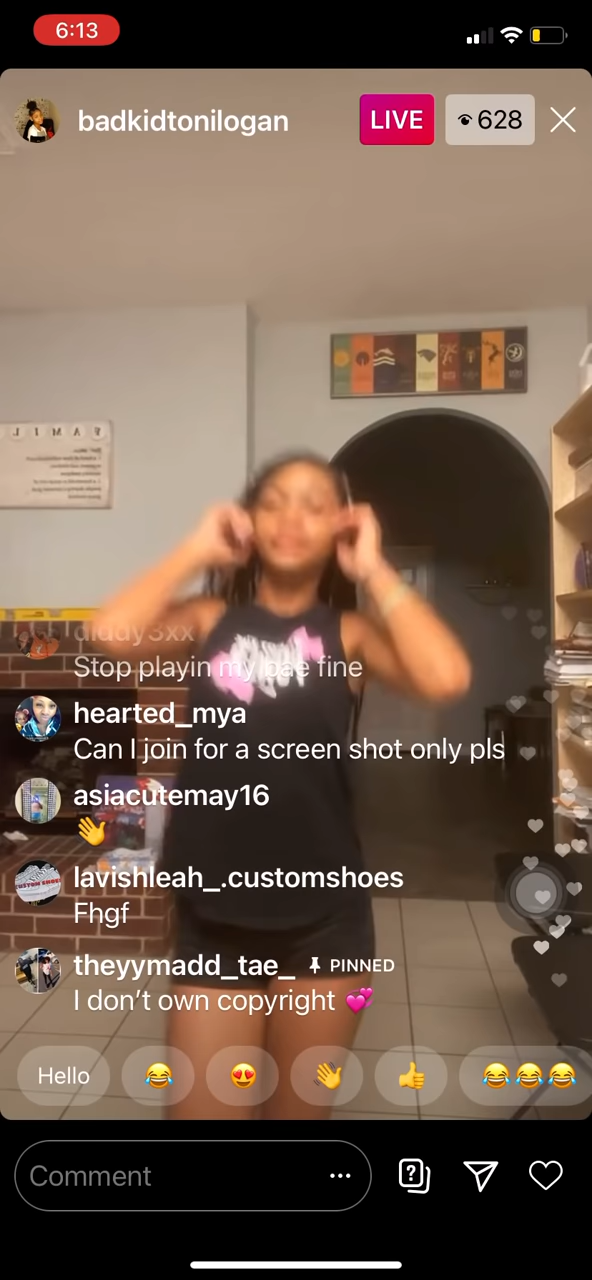 6:13
badkidtonilogan
LIVE
628
F A M I L
diddy3xx
Stop playin my bae fine
hearted_mya
Can I join for a screen shot only pls
asiacutemay16
👋
lavishleah_.customshoes
Fhgf
theyymadd_tae_ PINNED
I don’t own copyright 💞
Hello 😂 😍 👋 👍 😂😂😂
Comment